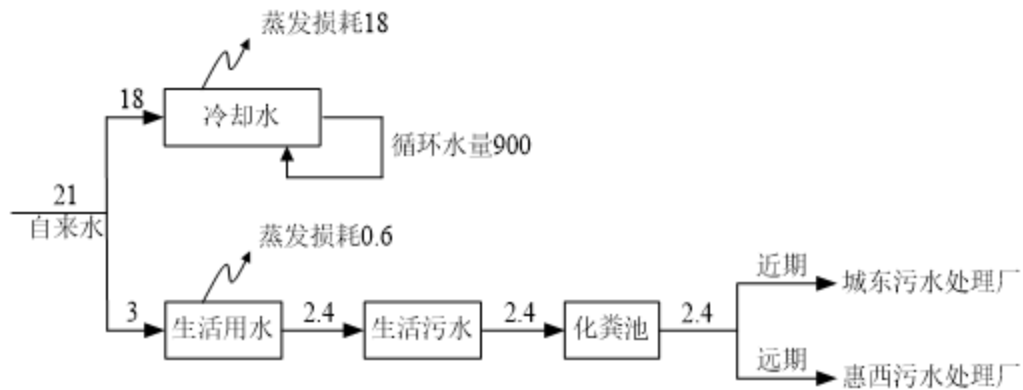 蒸发损耗18
18
冷却水
循环水量900
21
自来水
蒸发损耗0.6
3
生活用水
2.4
生活污水
2.4
化粪池
2.4
近期
城东污水处理厂
远期
惠西污水处理厂